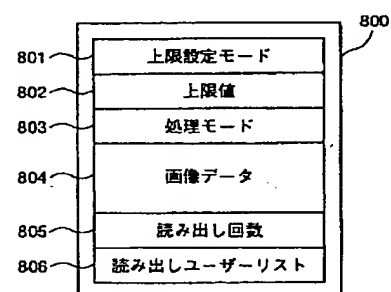 800
801 上限設定モード
802 上限値
803 処理モード
804 画像データ
805 読み出し回数
806 読み出しユーザーリスト